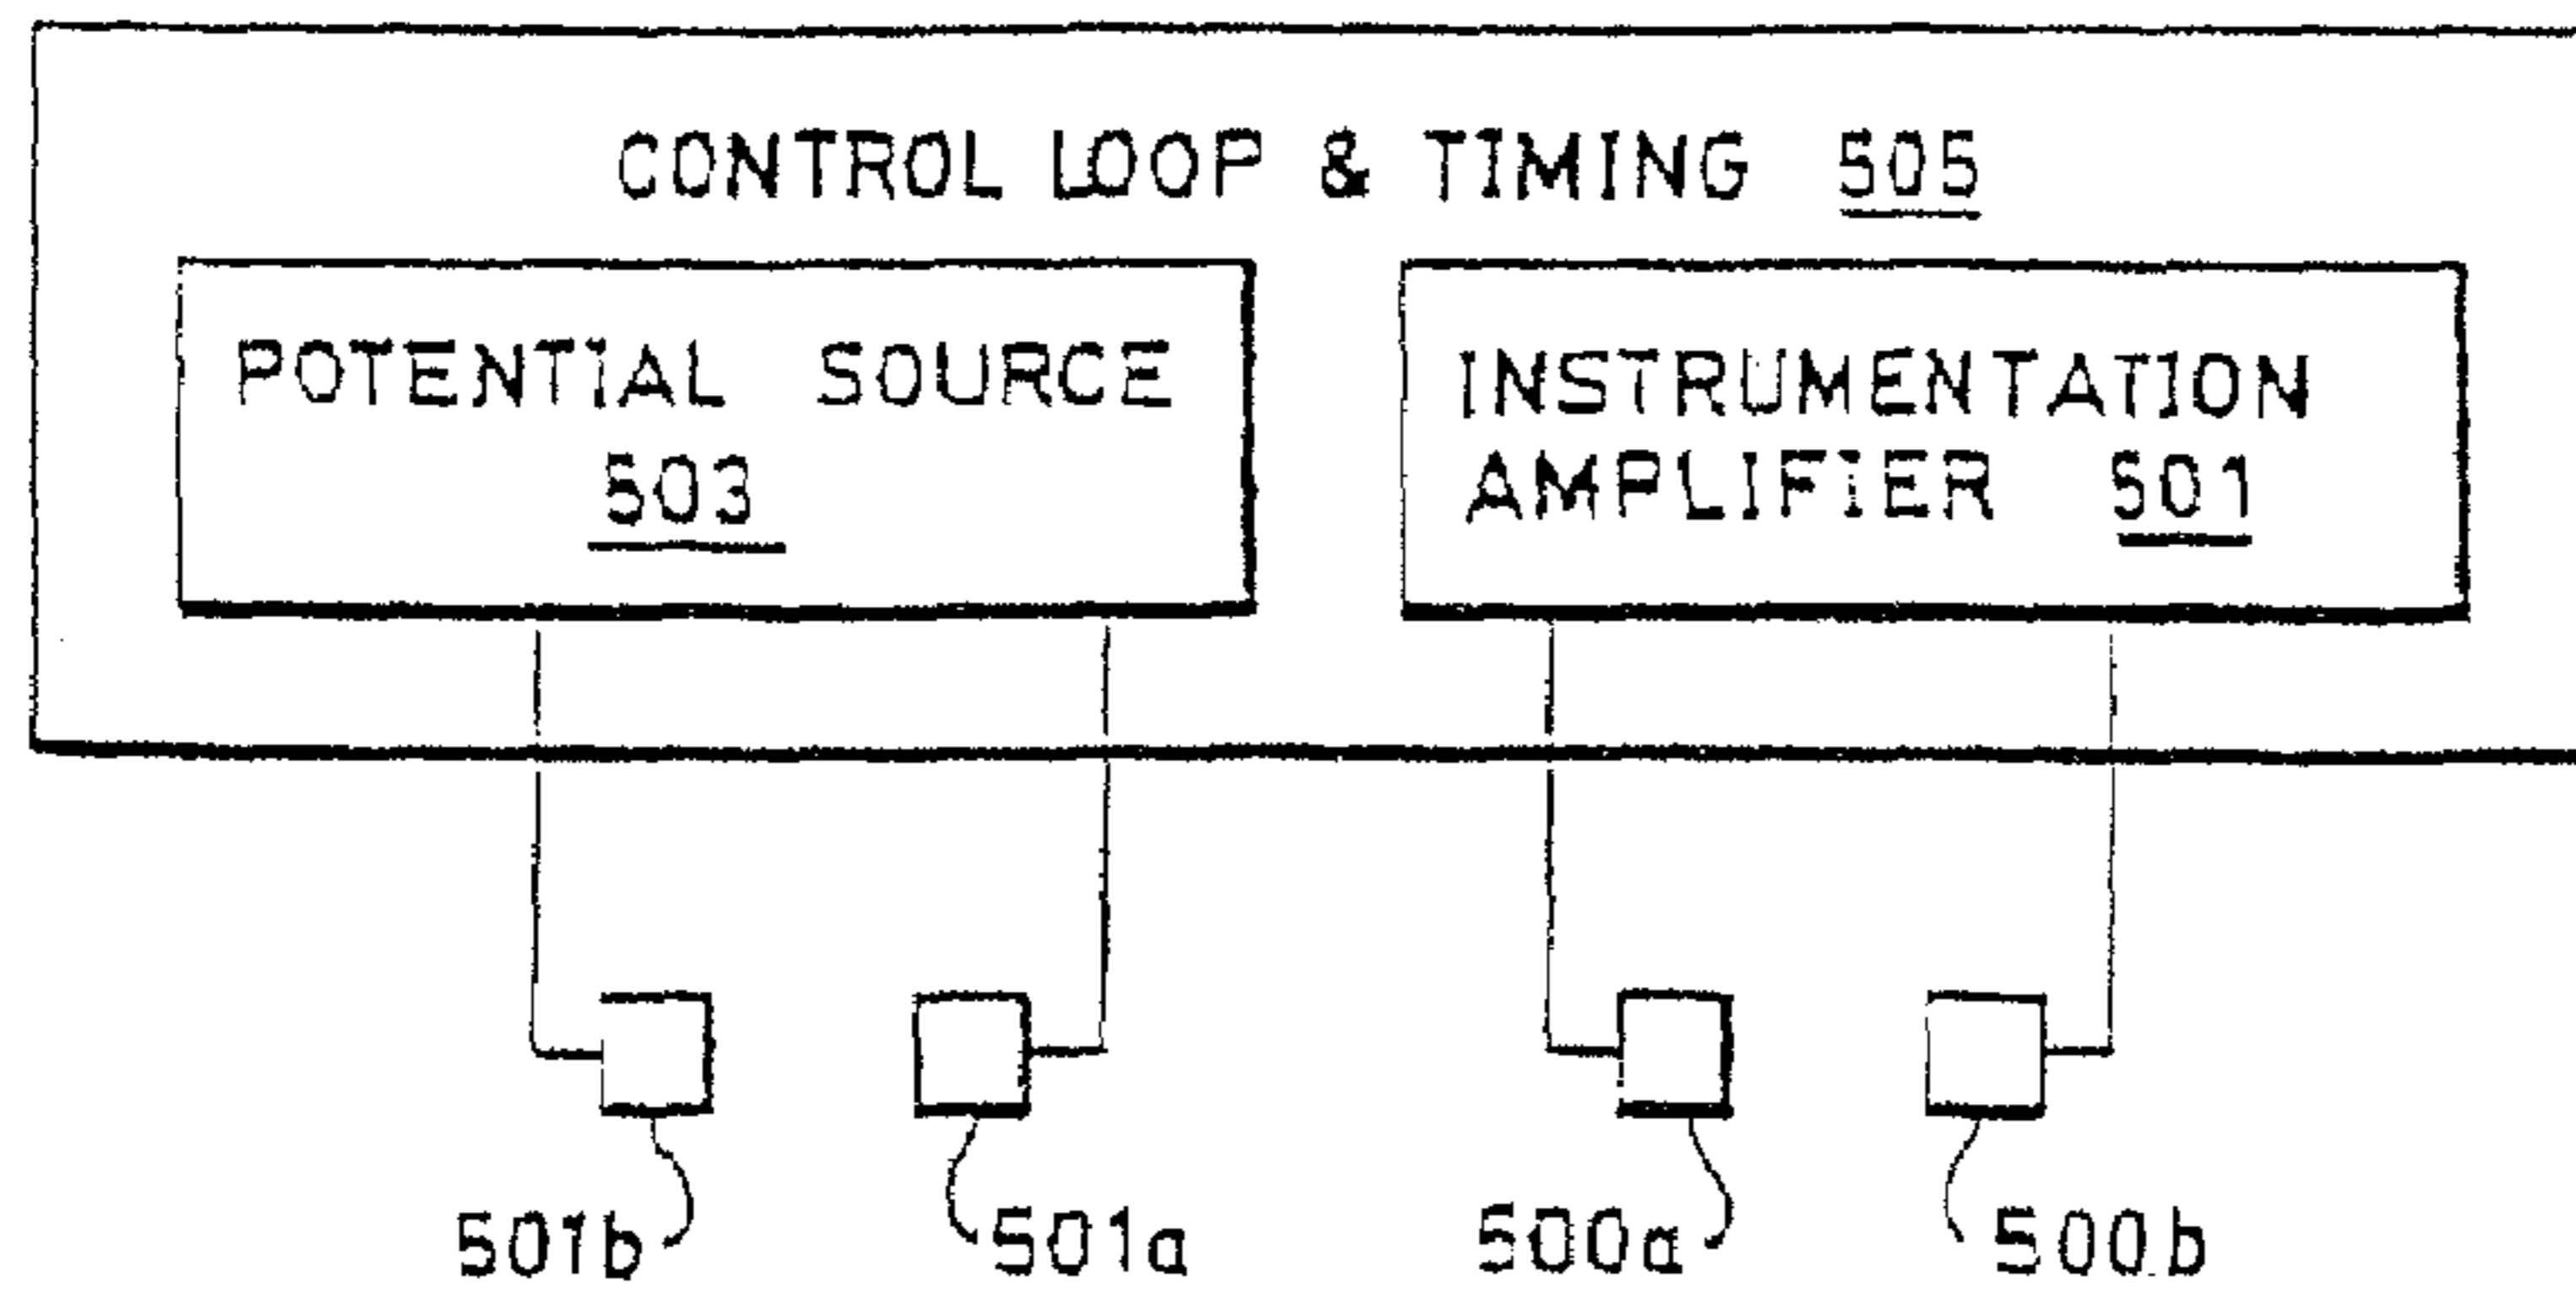 CONTROL LOOP & TIMING 505
POTENTIAL SOURCE
503
INSTRUMENTATION
AMPLIFIER 501
501b
501a
500a
500b